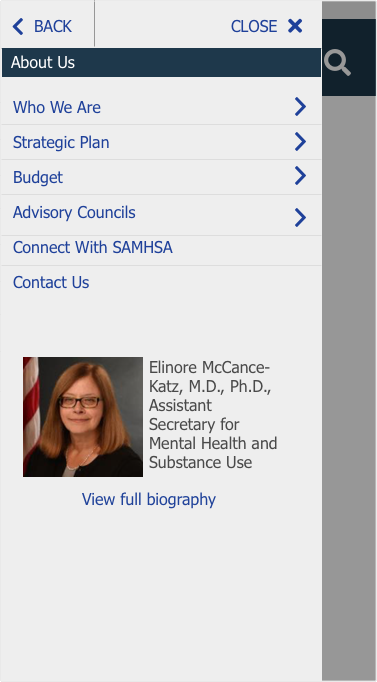 BACK
CLOSE
About Us
Who We Are
Strategic Plan
Budget
Advisory Councils
Connect With SAMHSA
Contact Us
Elinore McCance-
Katz, M.D., Ph.D.,
Assistant
Secretary for
Mental Health and
Substance Use
View full biography